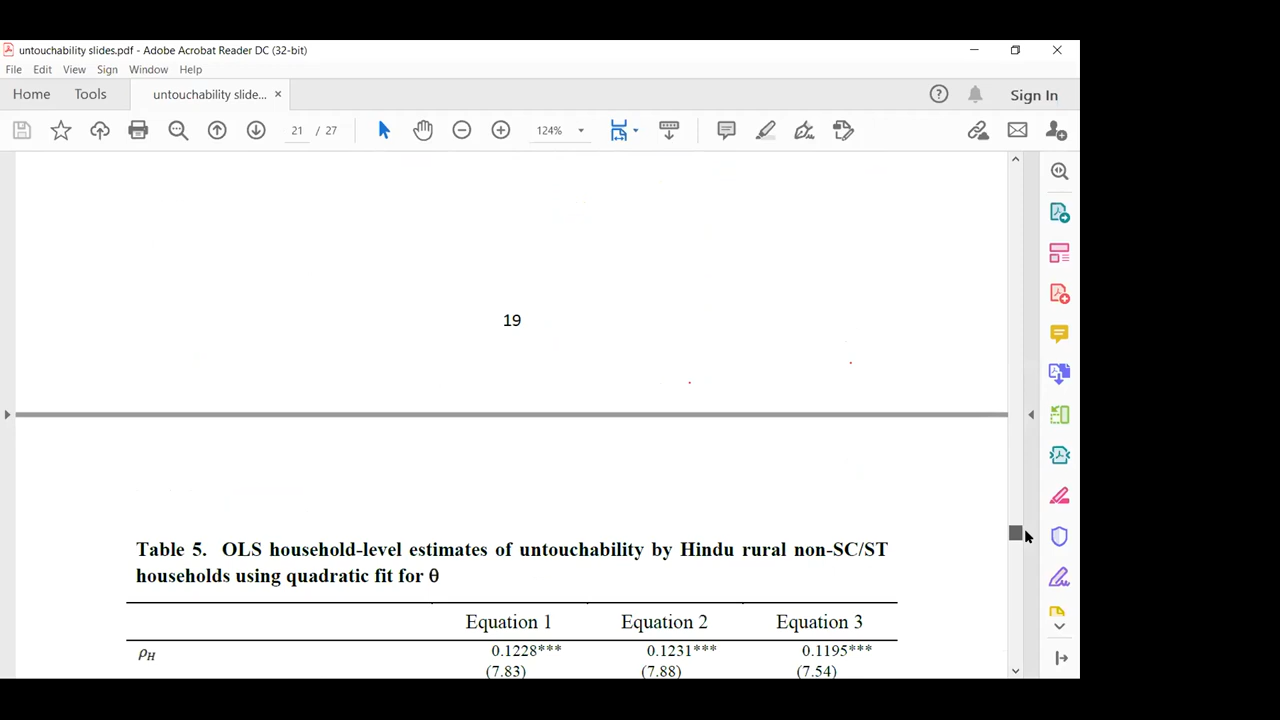 untouchability slides.pdf - Adobe Acrobat Reader DC (32-bit)
File Edit View Sign Window Help
Home Tools untouchability slide... × Sign In
21 / 27 124%
19
Table 5. OLS household-level estimates of untouchability by Hindu rural non-SC/ST
households using quadratic fit for θ
Equation 1 Equation 2 Equation 3
ρH 0.1228*** 0.1231*** 0.1195***
(7.83) (7.88) (7.54)